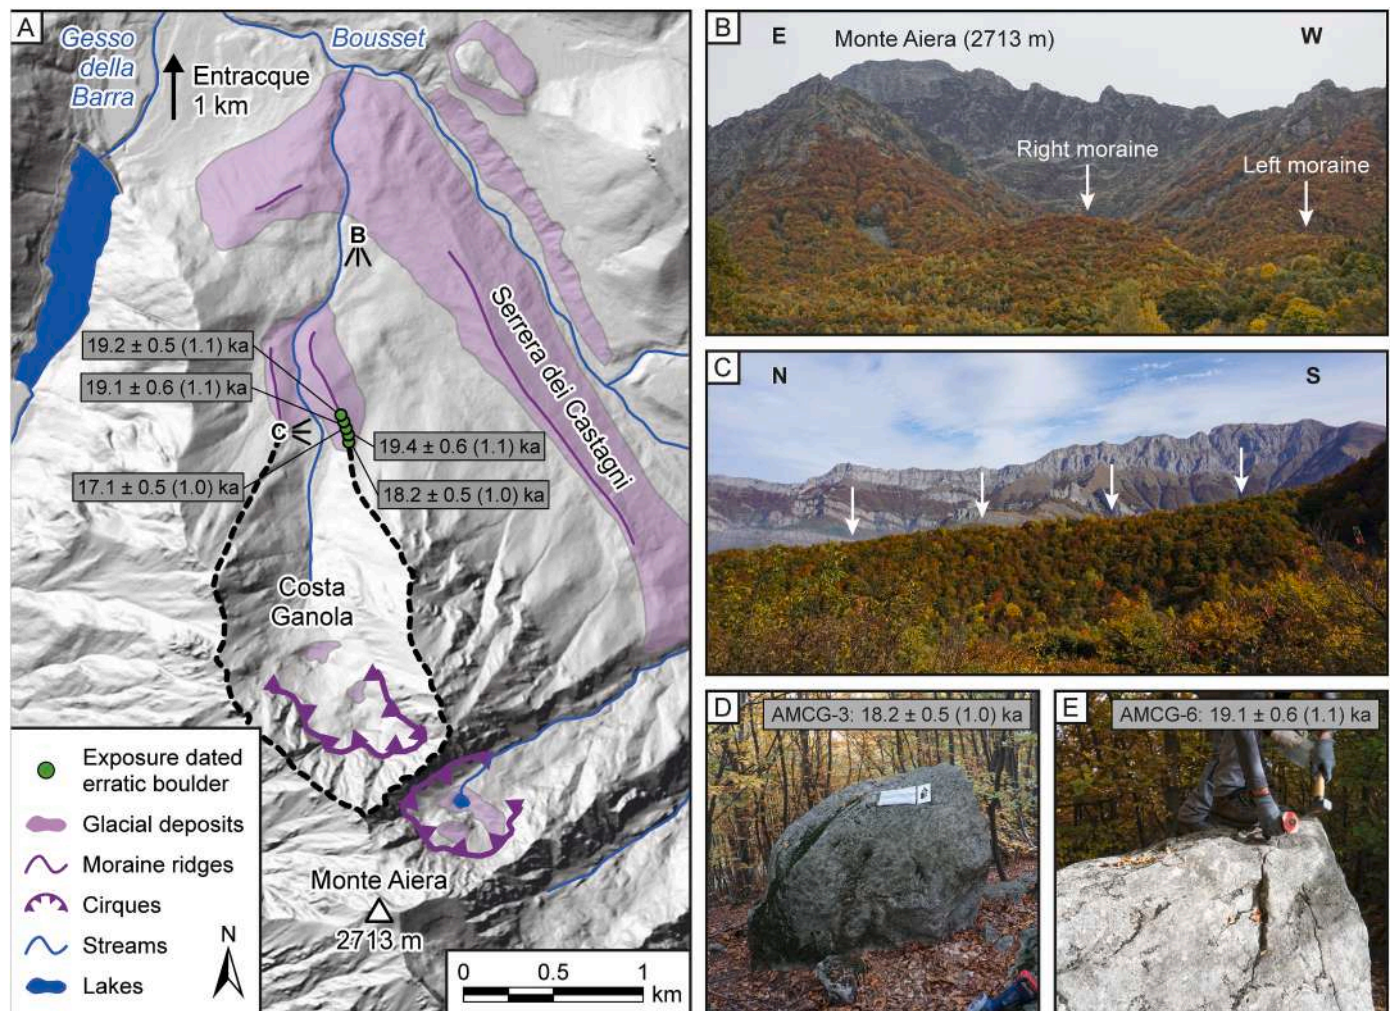 A
Gesso
della
Barra
Bousset
Entracque
1 km
B
19.2 ± 0.5 (1.1) ka
19.1 ± 0.6 (1.1) ka
C
19.4 ± 0.6 (1.1) ka
17.1 ± 0.5 (1.0) ka
18.2 ± 0.5 (1.0) ka
Serrera dei Castagni
Costa
Ganola
Monte Aiera
2713 m
Exposure dated
erratic boulder
Glacial deposits
Moraine ridges
Cirques
Streams
Lakes
N
0 0.5 1
km
B
E Monte Aiera (2713 m) W
Right moraine
Left moraine
C
N S
D
AMCG-3: 18.2 ± 0.5 (1.0) ka
E
AMCG-6: 19.1 ± 0.6 (1.1) ka